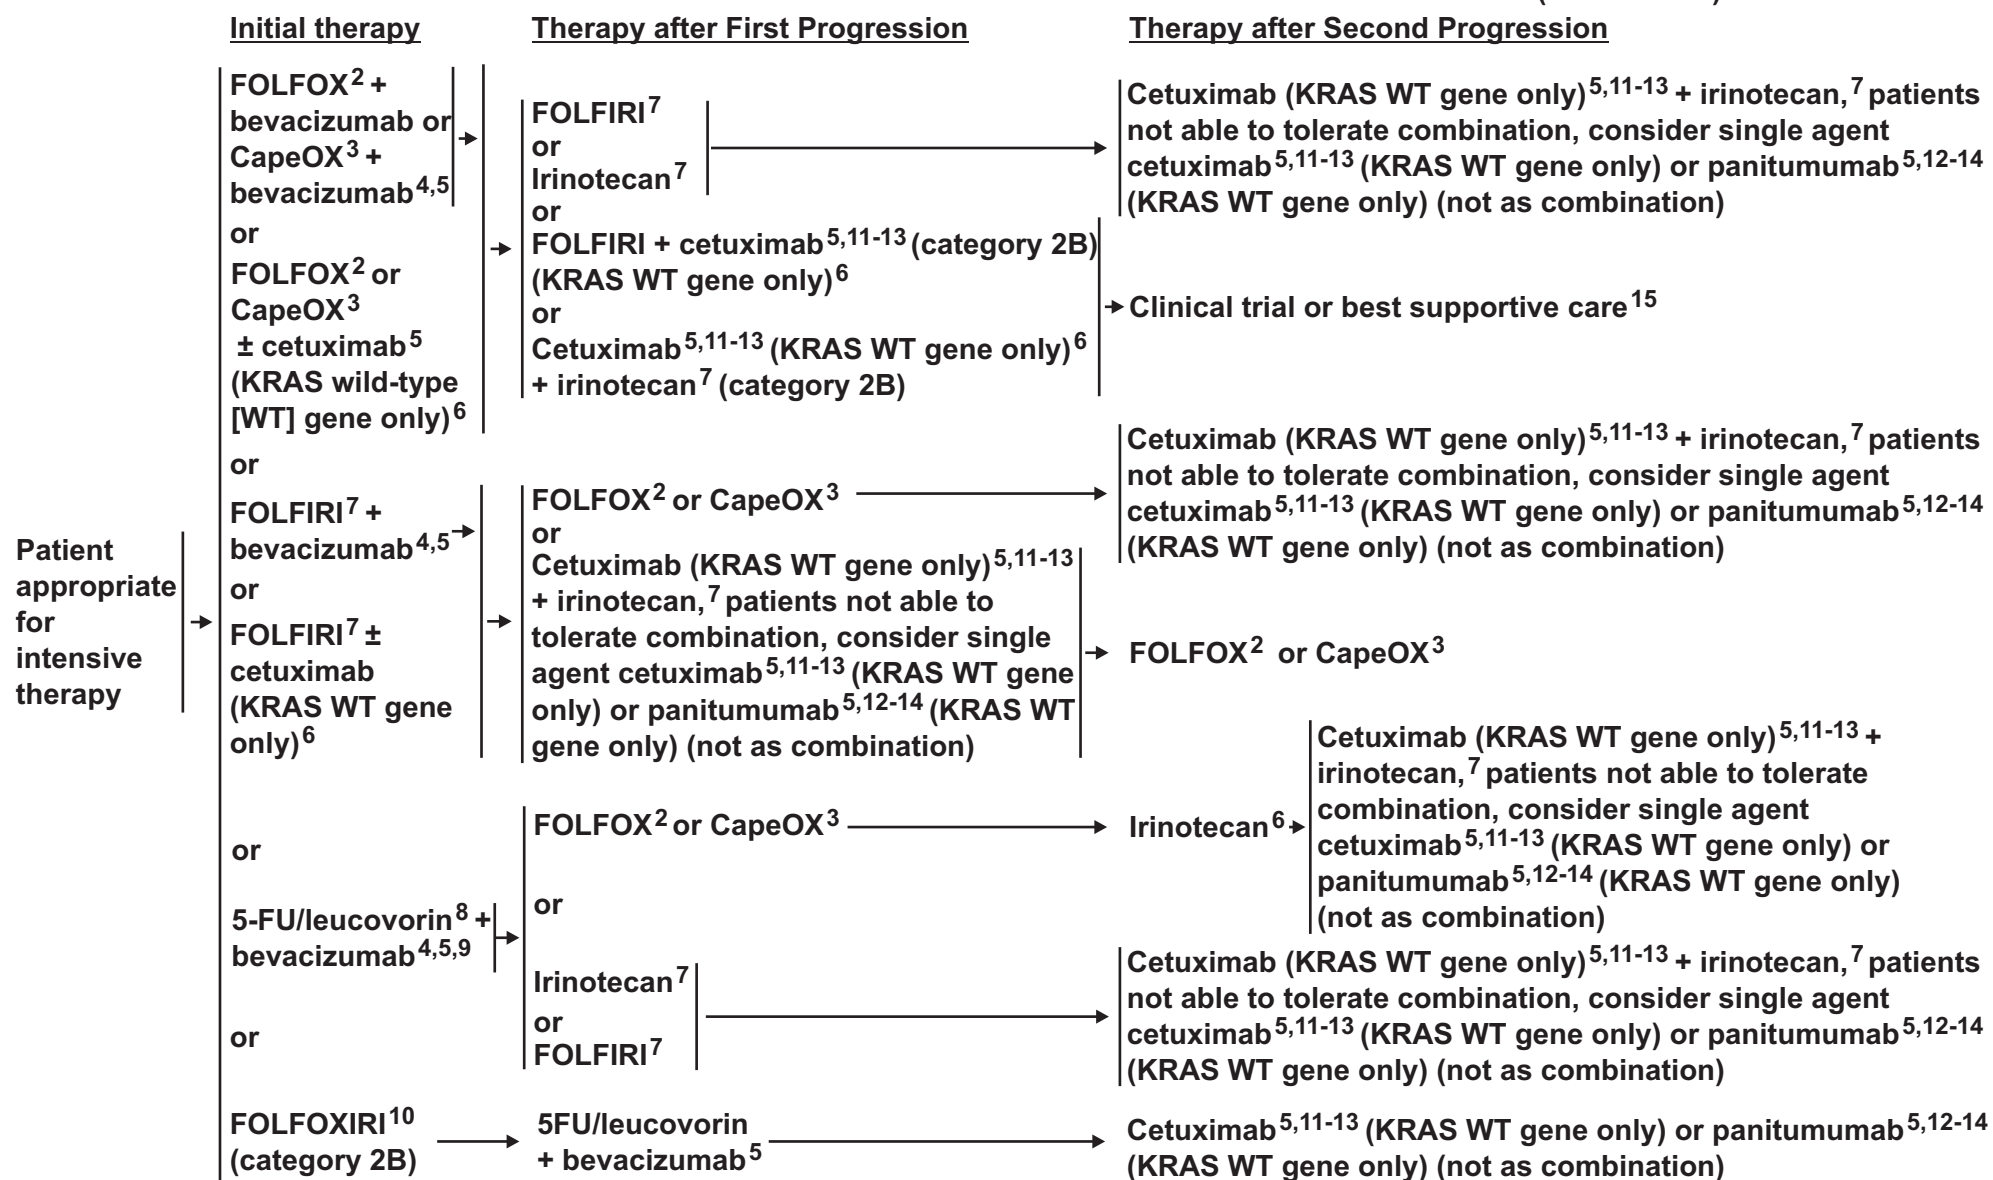 Initial therapy
Therapy after First Progression
Therapy after Second Progression
Patient
appropriate
for
intensive
therapy
FOLFOX2 +
bevacizumab or
CapeOX3 +
bevacizumab4,5
or
FOLFOX2 or
CapeOX3
± cetuximab5
(KRAS wild-type
[WT] gene only)6
or
FOLFIRI7 +
bevacizumab4,5
or
FOLFIRI7 ±
cetuximab
(KRAS WT gene
only)6
or
5-FU/leucovorin8 +
bevacizumab4,5,9
or
FOLFOXIRI10
(category 2B)
FOLFIRI7
or
Irinotecan7
or
FOLFIRI + cetuximab5,11-13 (category 2B)
(KRAS WT gene only)6
or
Cetuximab5,11-13 (KRAS WT gene only)6
+ irinotecan7 (category 2B)
FOLFOX2 or CapeOX3
or
Cetuximab (KRAS WT gene only)5,11-13
+ irinotecan,7 patients not able to
tolerate combination, consider single
agent cetuximab5,11-13 (KRAS WT gene
only) or panitumumab5,12-14 (KRAS WT
gene only) (not as combination)
FOLFOX2 or CapeOX3
or
Irinotecan7
or
FOLFIRI7
5FU/leucovorin
+ bevacizumab5
Cetuximab (KRAS WT gene only)5,11-13 + irinotecan,7 patients
not able to tolerate combination, consider single agent
cetuximab5,11-13 (KRAS WT gene only) or panitumumab5,12-14
(KRAS WT gene only) (not as combination)
Clinical trial or best supportive care15
Cetuximab (KRAS WT gene only)5,11-13 + irinotecan,7 patients
not able to tolerate combination, consider single agent
cetuximab5,11-13 (KRAS WT gene only) or panitumumab5,12-14
(KRAS WT gene only) (not as combination)
FOLFOX2 or CapeOX3
Irinotecan6
Cetuximab (KRAS WT gene only)5,11-13 +
irinotecan,7 patients not able to tolerate
combination, consider single agent
cetuximab5,11-13 (KRAS WT gene only) or
panitumumab5,12-14 (KRAS WT gene only)
(not as combination)
Cetuximab (KRAS WT gene only)5,11-13 + irinotecan,7 patients
not able to tolerate combination, consider single agent
cetuximab5,11-13 (KRAS WT gene only) or panitumumab5,12-14
(KRAS WT gene only) (not as combination)
Cetuximab5,11-13 (KRAS WT gene only) or panitumumab5,12-14
(KRAS WT gene only) (not as combination)